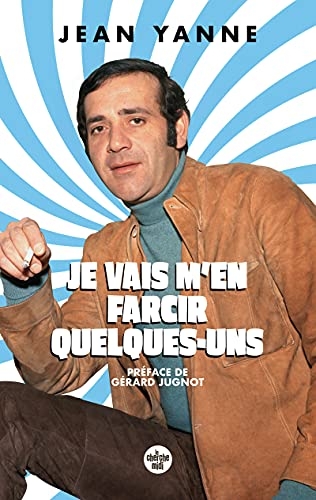 JEAN YANNE
JE VAIS M'EN
FARCIR
QUELQUES-UNS
PRÉFACE DE
GÉRARD JUGNOT
le
cherche
midi